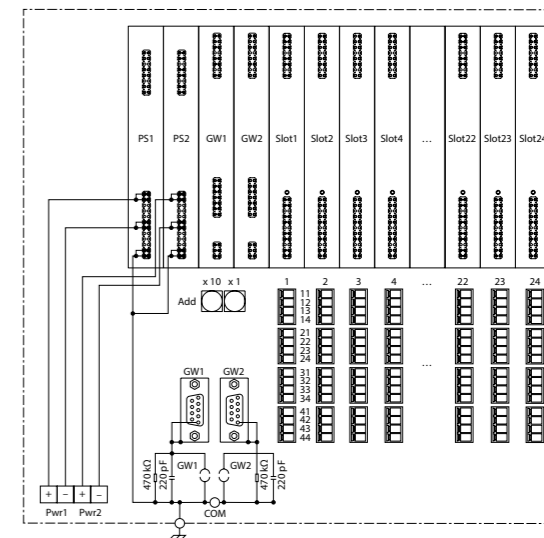 PS1 PS2 GW1 GW2 Slot1 Slot2 Slot3 Slot4 ... Slot22 Slot23 Slot24
x 10 x 1
Add
1 2 3 4 ... 22 23 24
11
12
13
14
21
22
23
24
...
31
32
33
34
41
42
43
44
GW1 GW2
470 kΩ
220 pF
GW1 GW2
470 kΩ
220 pF
COM
+ – + –
Pwr1 Pwr2